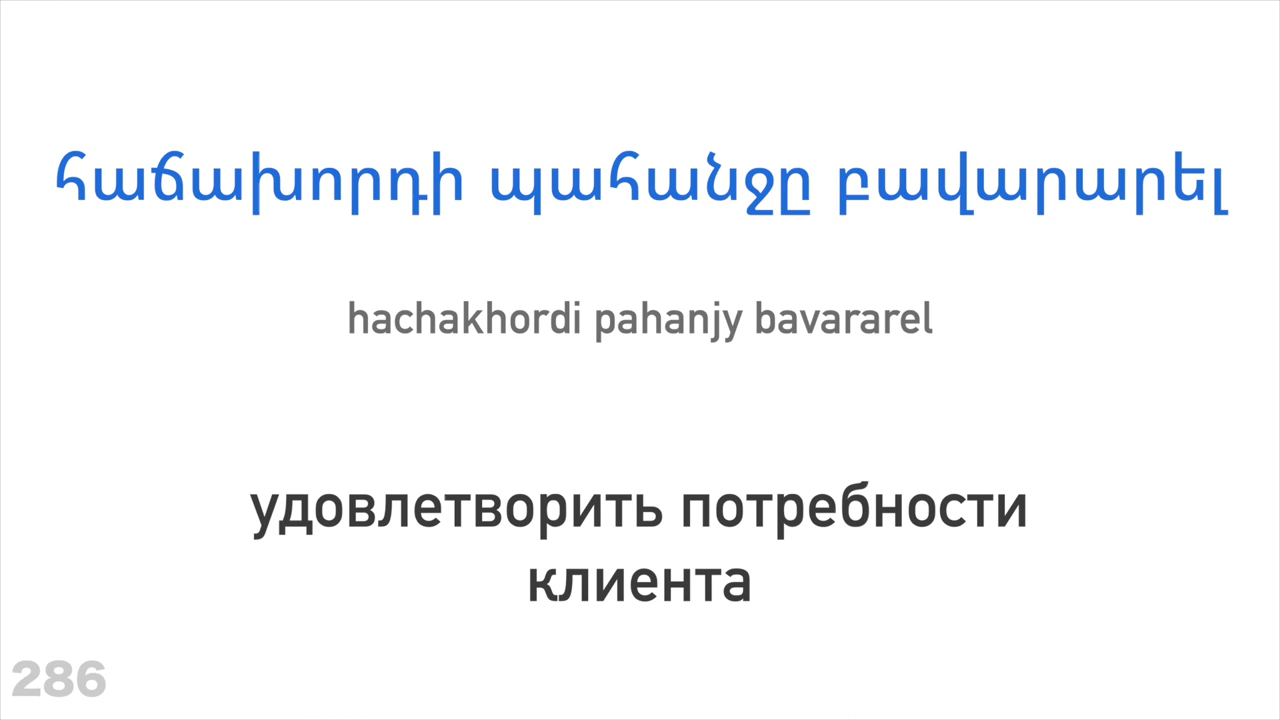 հաճախորդի պահանջը բավարարել
hachakhordi pahanjy bavararel
удовлетворить потребности
клиента
286